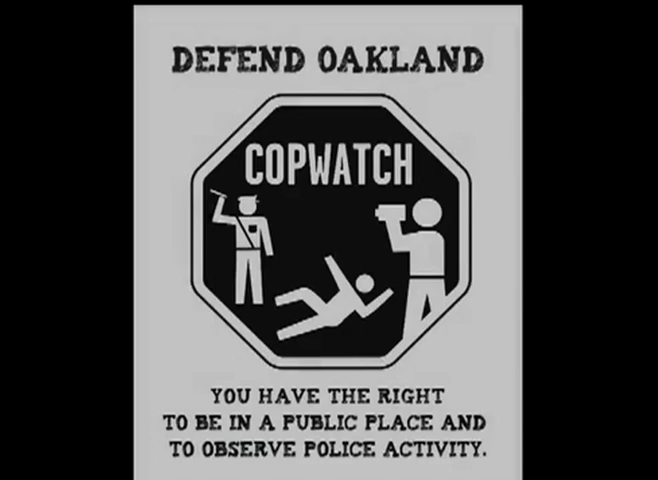 DEFEND OAKLAND
COPWATCH
YOU HAVE THE RIGHT
TO BE IN A PUBLIC PLACE AND
TO OBSERVE POLICE ACTIVITY.